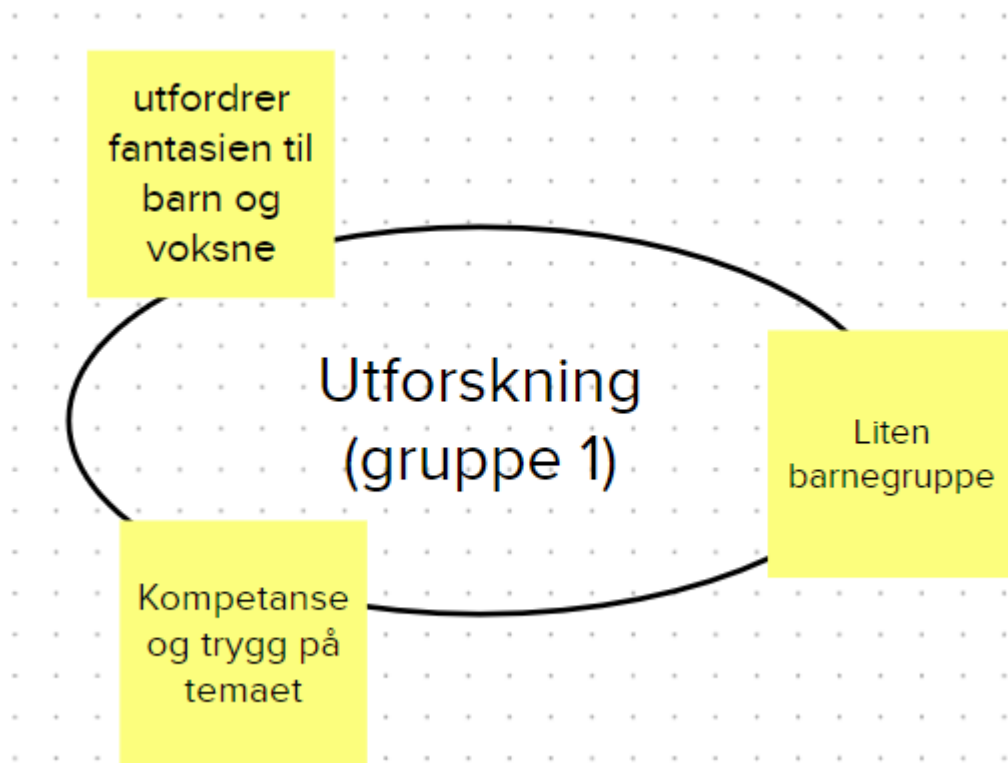 utfordrer
fantasien til
barn og
voksne
Utforskning
(gruppe 1)
Liten
barnegruppe
Kompetanse
og trygg på
temaet